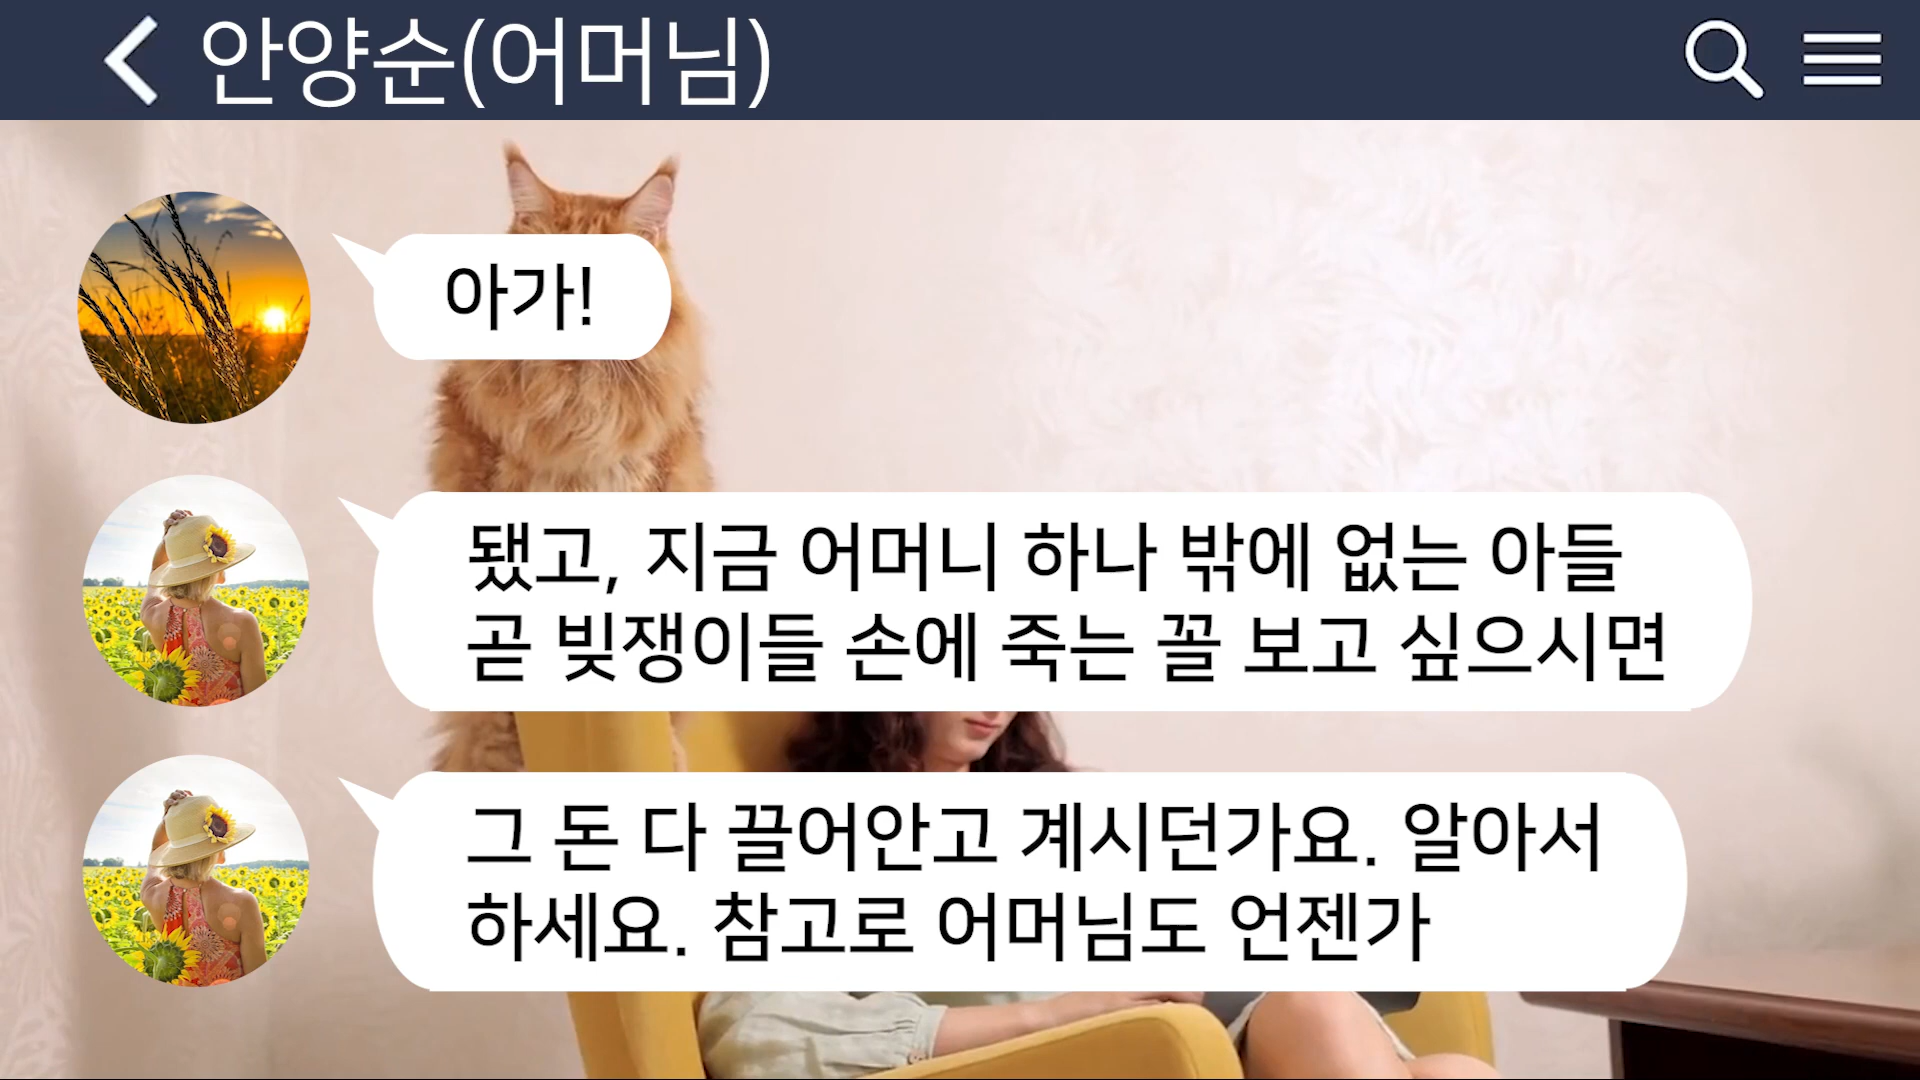 안양순(어머님)
아가!
됐고, 지금 어머니 하나 밖에 없는 아들
곧 빚쟁이들 손에 죽는 꼴 보고 싶으시면
그 돈 다 끌어안고 계시던가요. 알아서
하세요. 참고로 어머님도 언젠가